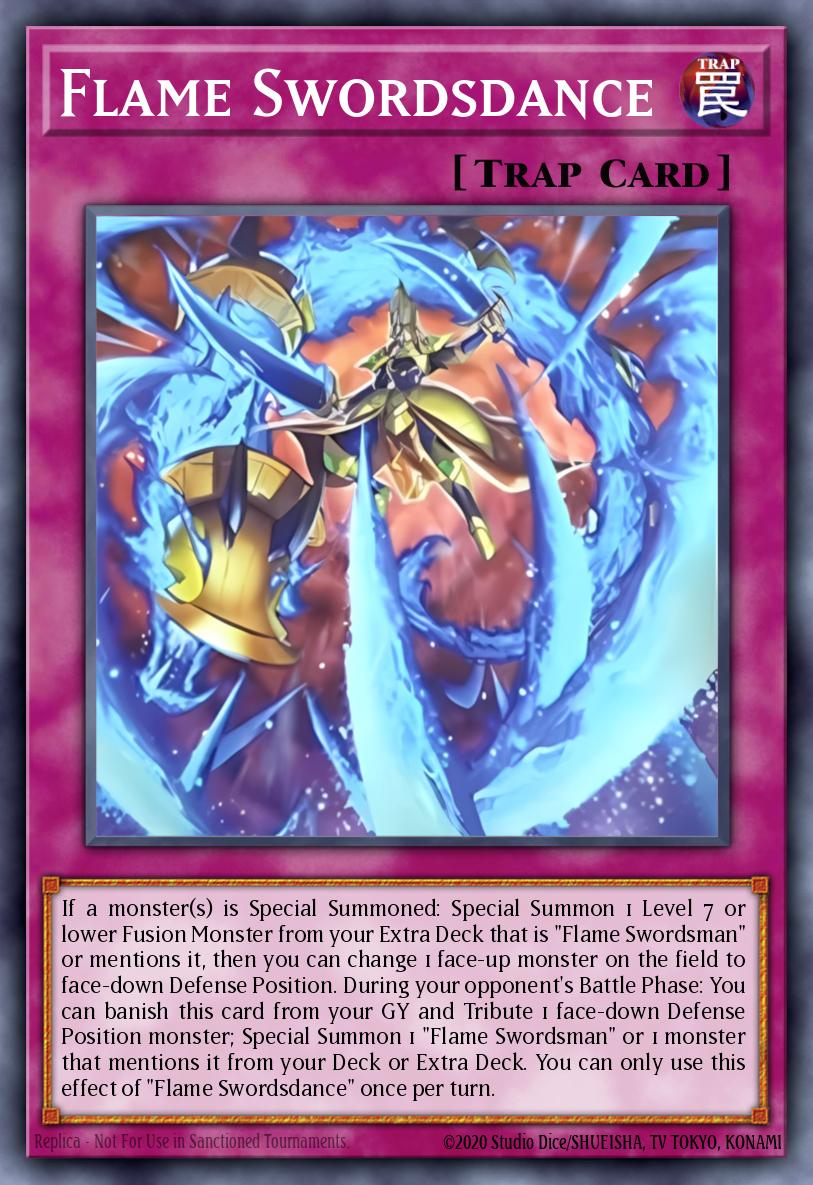 Flame Swordsdance
TRAP
罠
[Trap Card]
If a monster(s) is Special Summoned: Special Summon 1 Level 7 or
lower Fusion Monster from your Extra Deck that is "Flame Swordsman"
or mentions it, then you can change 1 face-up monster on the field to
face-down Defense Position. During your opponent's Battle Phase: You
can banish this card from your GY and Tribute 1 face-down Defense
Position monster; Special Summon 1 "Flame Swordsman" or 1 monster
that mentions it from your Deck or Extra Deck. You can only use this
effect of "Flame Swordsdance" once per turn.
Replica - Not For Use in Sanctioned Tournaments.
©2020 Studio Dice/SHUEISHA, TV TOKYO, KONAMI